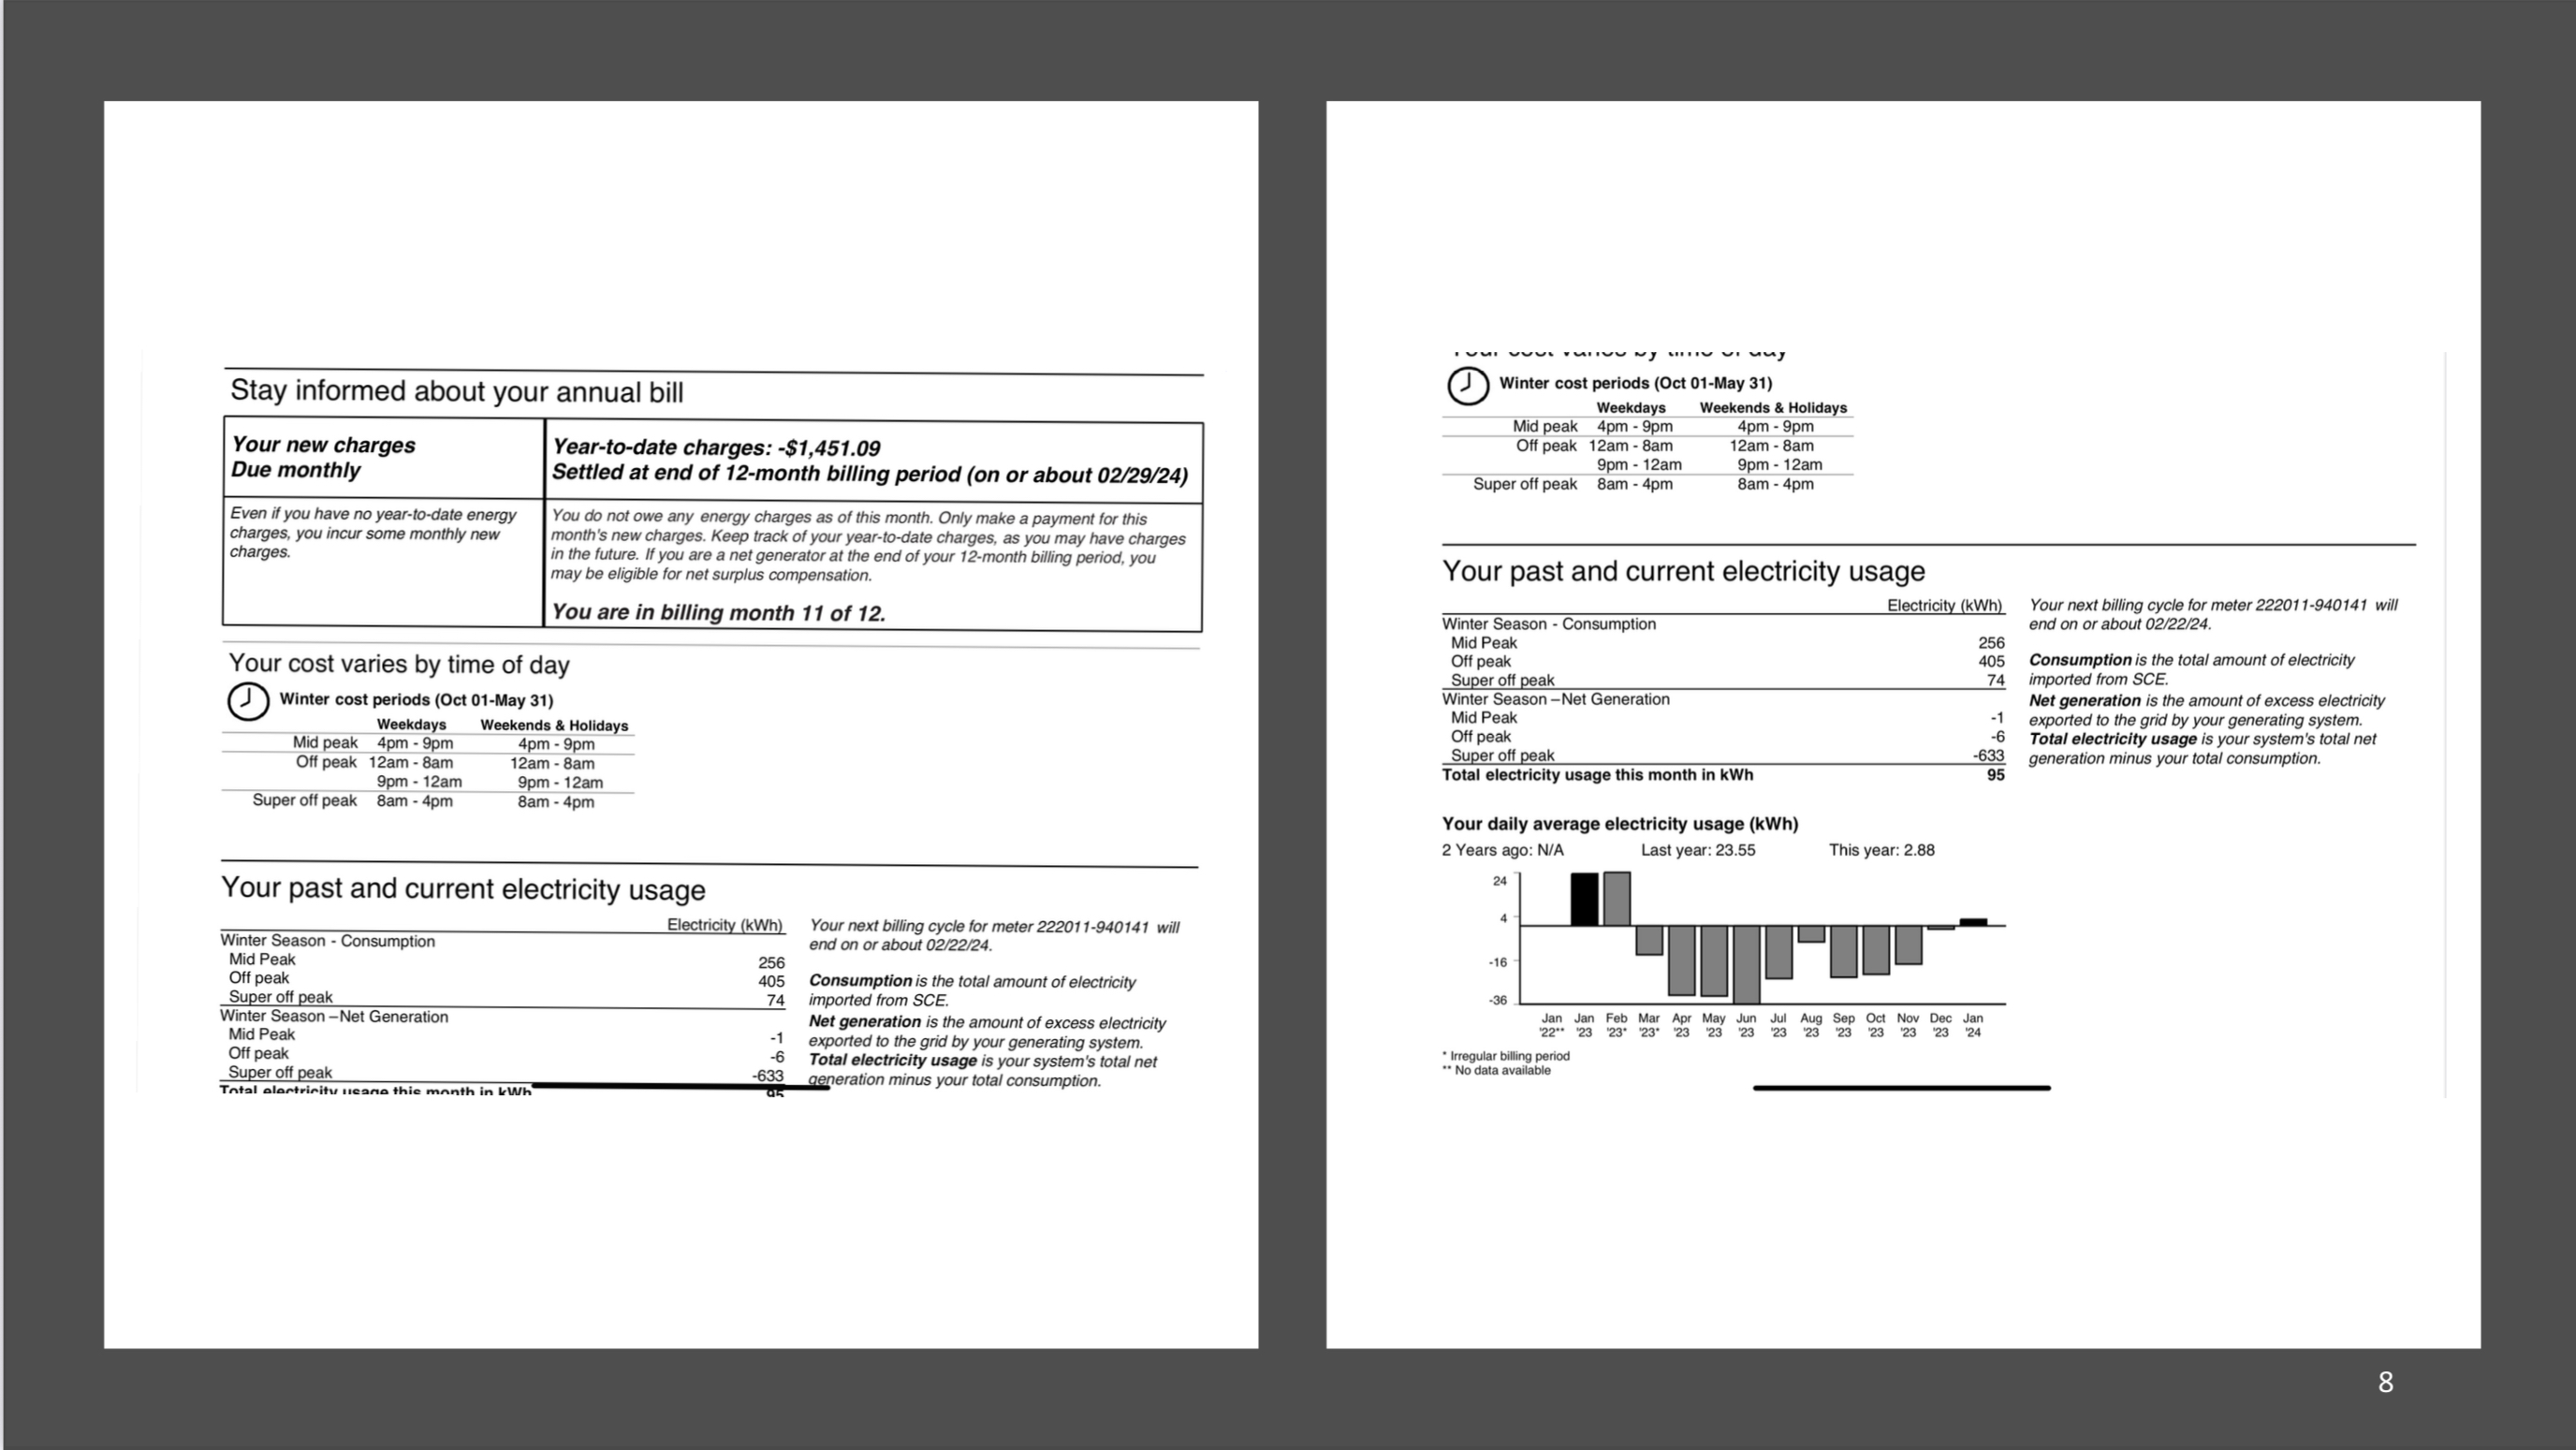 Stay informed about your annual bill
Your new charges
Due monthly
Year-to-date charges: -$1,451.09
Settled at end of 12-month billing period (on or about 02/29/24)
Even if you have no year-to-date energy
charges, you incur some monthly new
charges.
You do not owe any energy charges as of this month. Only make a payment for this
month's new charges. Keep track of your year-to-date charges, as you may have charges
in the future. If you are a net generator at the end of your 12-month billing period, you
may be eligible for net surplus compensation.
You are in billing month 11 of 12.
Your cost varies by time of day
Winter cost periods (Oct 01-May 31)
Weekdays Weekends & Holidays
Mid peak 4pm - 9pm 4pm - 9pm
Off peak 12am - 8am 12am - 8am
9pm - 12am 9pm - 12am
Super off peak 8am - 4pm 8am - 4pm
Your past and current electricity usage
Electricity (kWh)
Winter Season - Consumption
Mid Peak 256
Off peak 405
Super off peak 74
Winter Season –Net Generation
Mid Peak -1
Off peak -6
Super off peak -633
Total electricity usage this month in kWh 95
Your next billing cycle for meter 222011-940141 will
end on or about 02/22/24.
Consumption is the total amount of electricity
imported from SCE.
Net generation is the amount of excess electricity
exported to the grid by your generating system.
Total electricity usage is your system's total net
generation minus your total consumption.
Your cost varies by time of day
Winter cost periods (Oct 01-May 31)
Weekdays Weekends & Holidays
Mid peak 4pm - 9pm 4pm - 9pm
Off peak 12am - 8am 12am - 8am
9pm - 12am 9pm - 12am
Super off peak 8am - 4pm 8am - 4pm
Your past and current electricity usage
Electricity (kWh)
Winter Season - Consumption
Mid Peak 256
Off peak 405
Super off peak 74
Winter Season –Net Generation
Mid Peak -1
Off peak -6
Super off peak -633
Total electricity usage this month in kWh 95
Your next billing cycle for meter 222011-940141 will
end on or about 02/22/24.
Consumption is the total amount of electricity
imported from SCE.
Net generation is the amount of excess electricity
exported to the grid by your generating system.
Total electricity usage is your system's total net
generation minus your total consumption.
Your daily average electricity usage (kWh)
2 Years ago: N/A Last year: 23.55 This year: 2.88
24
4
-16
-36
Jan Jan Feb Mar Apr May Jun Jul Aug Sep Oct Nov Dec Jan
'22** '23 '23* '23* '23 '23 '23 '23 '23 '23 '23 '23 '23 '24
* Irregular billing period
** No data available
8